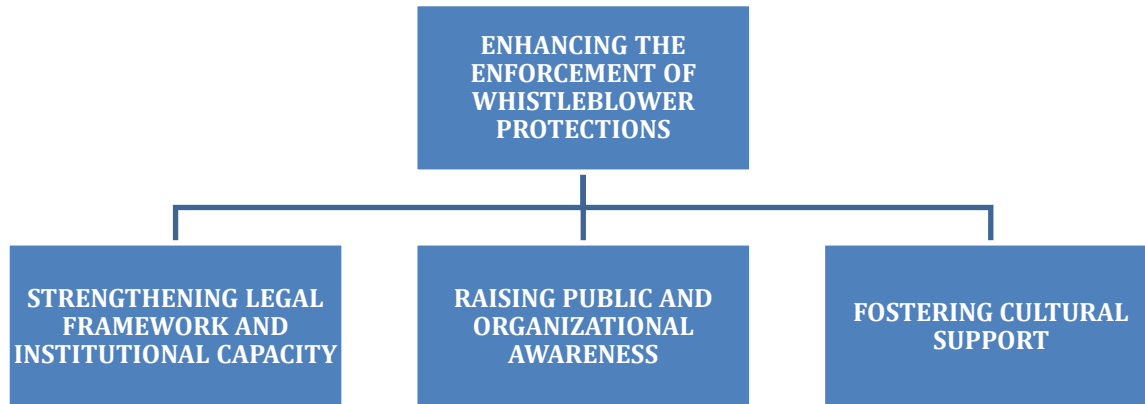 ENHANCING THE
ENFORCEMENT OF
WHISTLEBLOWER
PROTECTIONS
STRENGTHENING LEGAL
FRAMEWORK AND
INSTITUTIONAL CAPACITY
RAISING PUBLIC AND
ORGANIZATIONAL
AWARENESS
FOSTERING CULTURAL
SUPPORT